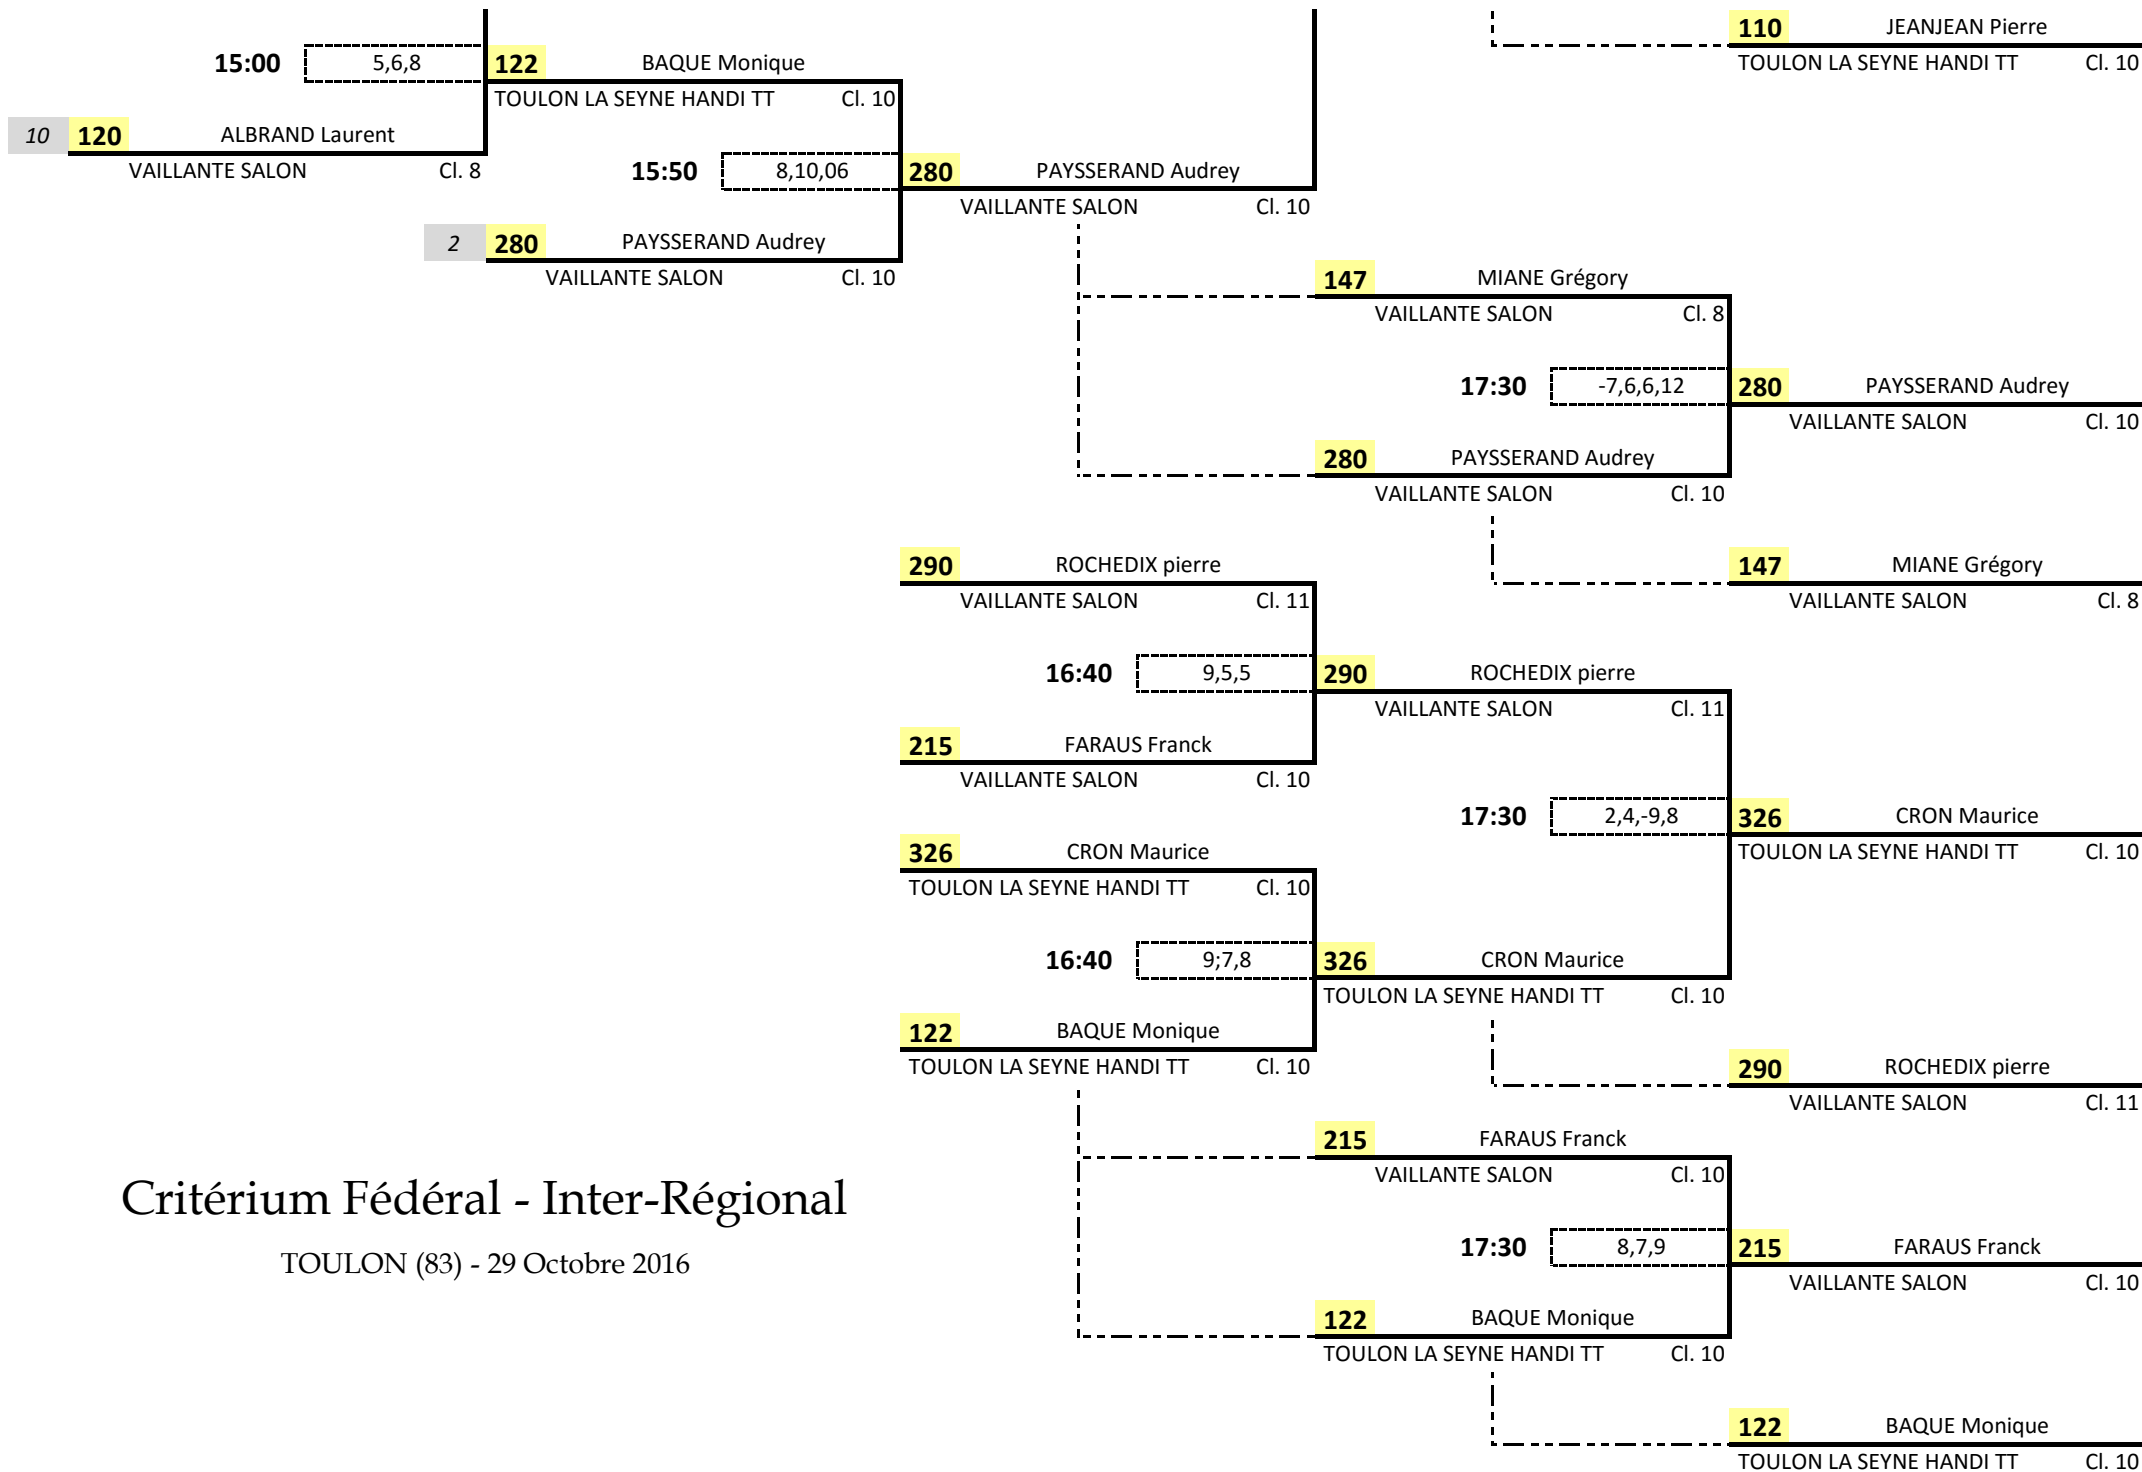 110 JEANJEAN Pierre
15:00 5,6,8 122 BAQUE Monique TOULON LA SEYNE HANDI TT Cl. 10
TOULON LA SEYNE HANDI TT Cl. 10
10 120 ALBRAND Laurent
VAILLANTE SALON Cl. 8 15:50 8,10,06 280 PAYSSERAND Audrey
VAILLANTE SALON Cl. 10
2 280 PAYSSERAND Audrey
VAILLANTE SALON Cl. 10 147 MIANE Grégory
VAILLANTE SALON Cl. 8
17:30 -7,6,6,12 280 PAYSSERAND Audrey
VAILLANTE SALON Cl. 10
280 PAYSSERAND Audrey
VAILLANTE SALON Cl. 10
290 ROCHEDIX pierre 147 MIANE Grégory
VAILLANTE SALON Cl. 11 VAILLANTE SALON Cl. 8
16:40 9,5,5 290 ROCHEDIX pierre
VAILLANTE SALON Cl. 11
215 FARAUS Franck
VAILLANTE SALON Cl. 10
17:30 2,4,-9,8 326 CRON Maurice
326 CRON Maurice TOULON LA SEYNE HANDI TT Cl. 10
TOULON LA SEYNE HANDI TT Cl. 10
16:40 9;7,8 326 CRON Maurice
TOULON LA SEYNE HANDI TT Cl. 10
122 BAQUE Monique
TOULON LA SEYNE HANDI TT Cl. 10 290 ROCHEDIX pierre
VAILLANTE SALON Cl. 11
215 FARAUS Franck
VAILLANTE SALON Cl. 10
Critérium Fédéral - Inter-Régional
TOULON (83) - 29 Octobre 2016
17:30 8,7,9 215 FARAUS Franck
VAILLANTE SALON Cl. 10
122 BAQUE Monique
TOULON LA SEYNE HANDI TT Cl. 10
122 BAQUE Monique
TOULON LA SEYNE HANDI TT Cl. 10